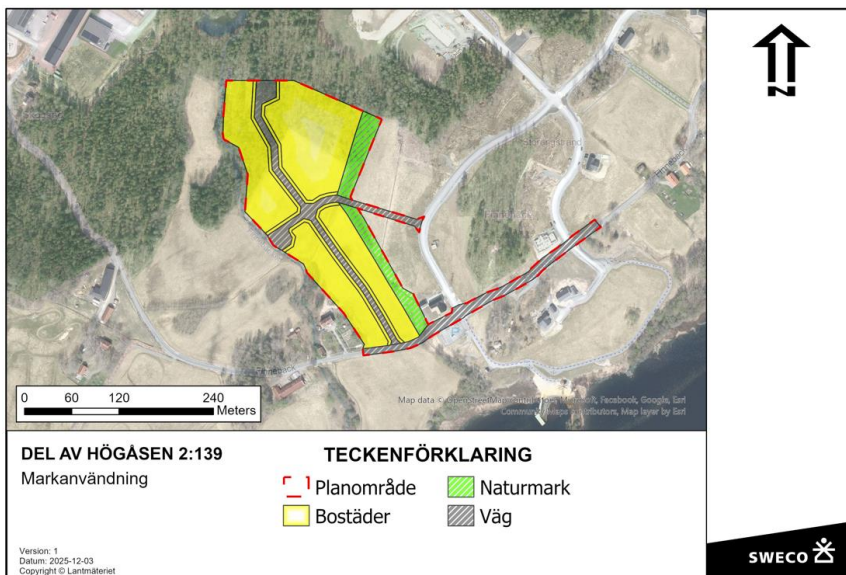 N
0 60 120 240
Meters
Map data © OpenStreetMap contributors, Microsoft, Facebook, Google, Esri
Community Maps contributors, Map layer by Esri
DEL AV HÖGÅSEN 2:139
Markanvändning
TECKENFÖRKLARING
Planområde
Naturmark
Bostäder
Väg
Version: 1
Datum: 2025-12-03
Copyright © Lantmäteriet
SWECO